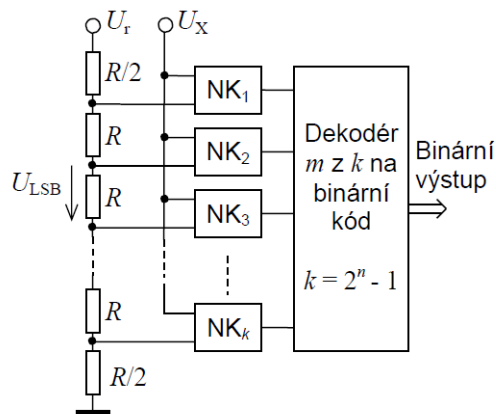 U_r
U_X
R/2
NK_1
R
NK_2
U_LSB
R
NK_3
R
NK_k
R/2
Dekodér
m z k na
binární
kód
k = 2^n - 1
Binární
výstup